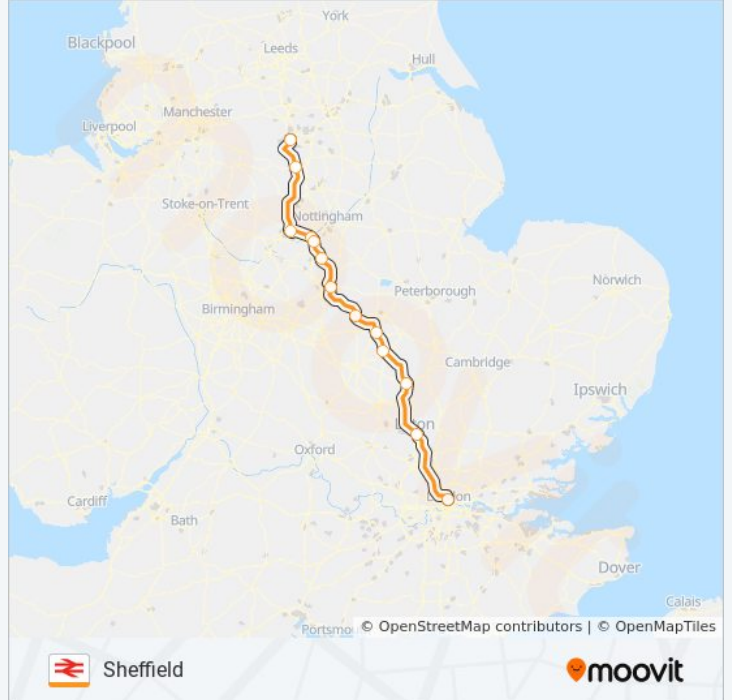 York
Blackpool
Leeds
Hull
Manchester
Liverpool
Stoke-on-Trent
Nottingham
Norwich
Peterborough
Birmingham
Cambridge
Ipswich
Oxford
Cardiff
Bath
Dover
Calais
© OpenStreetMap contributors | © OpenMapTiles
Sheffield
moovit